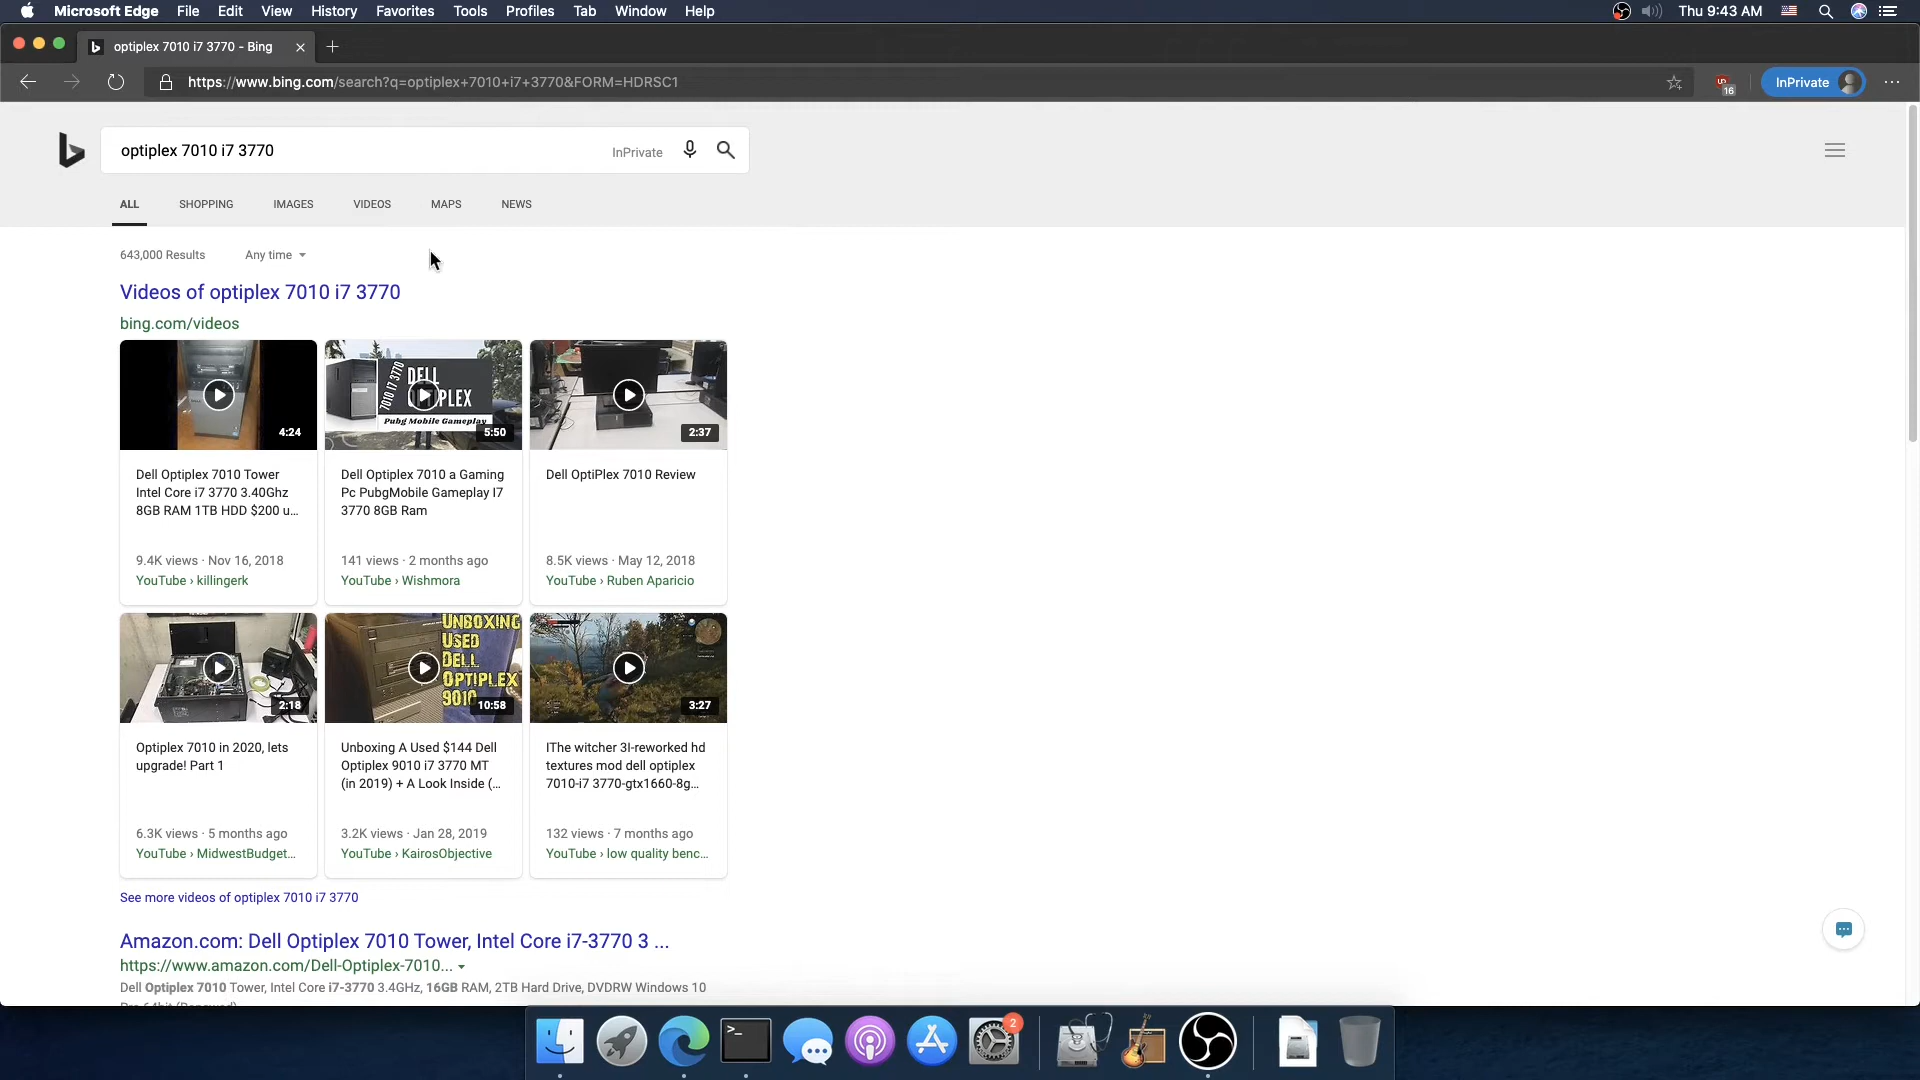 Microsoft Edge File Edit View History Favorites Tools Profiles Tab Window Help Thu 9:43 AM
optiplex 7010 i7 3770 - Bing
https://www.bing.com/search?q=optiplex+7010+i7+3770&FORM=HDRSC1
16
InPrivate
optiplex 7010 i7 3770
InPrivate
ALL SHOPPING IMAGES VIDEOS MAPS NEWS
643,000 Results Any time
Videos of optiplex 7010 i7 3770
bing.com/videos
4:24
7010 I7 3770
DELL
Pubg Mobile Gameplay
5:50
2:37
Dell Optiplex 7010 Tower
Intel Core i7 3770 3.40Ghz
8GB RAM 1TB HDD $200 u...
9.4K views · Nov 16, 2018
YouTube › killingerk
Dell Optiplex 7010 a Gaming
Pc PubgMobile Gameplay I7
3770 8GB Ram
141 views · 2 months ago
YouTube › Wishmora
Dell OptiPlex 7010 Review
8.5K views · May 12, 2018
YouTube › Ruben Aparicio
2:18
UNBOXING
USED
DELL
OPTIPLEX
9010
10:58
3:27
Optiplex 7010 in 2020, lets
upgrade! Part 1
6.3K views · 5 months ago
YouTube › MidwestBudget...
Unboxing A Used $144 Dell
Optiplex 9010 i7 3770 MT
(in 2019) + A Look Inside (...
3.2K views · Jan 28, 2019
YouTube › KairosObjective
IThe witcher 3I-reworked hd
textures mod dell optiplex
7010-i7 3770-gtx1660-8g...
132 views · 7 months ago
YouTube › low quality benc...
See more videos of optiplex 7010 i7 3770
Amazon.com: Dell Optiplex 7010 Tower, Intel Core i7-3770 3 ...
https://www.amazon.com/Dell-Optiplex-7010...
Dell Optiplex 7010 Tower, Intel Core i7-3770 3.4GHz, 16GB RAM, 2TB Hard Drive, DVDRW Windows 10
2